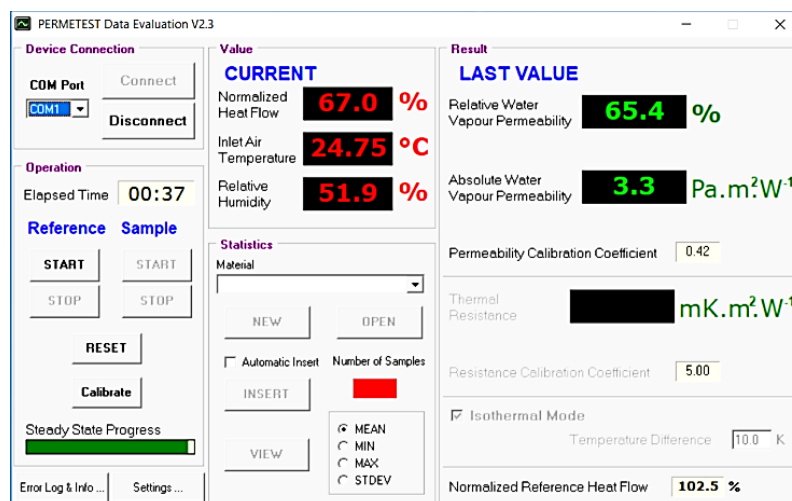 PERMETEST Data Evaluation V2.3
Device Connection
COM Port
COM1
Connect
Disconnect
Operation
Elapsed Time 00:37
Reference Sample
START START
STOP STOP
RESET
Calibrate
Steady State Progress
Error Log & Info ... Settings ...
Value
CURRENT
Normalized
Heat Flow 67.0 %
Inlet Air
Temperature 24.75 °C
Relative
Humidity 51.9 %
Statistics
Material
NEW OPEN
Automatic Insert Number of Samples
INSERT
VIEW
MEAN
MIN
MAX
STDEV
Result
LAST VALUE
Relative Water
Vapour Permeability 65.4 %
Absolute Water
Vapour Permeability 3.3 Pa.m².W⁻¹
Permeability Calibration Coefficient 0.42
Thermal
Resistance mK.m².W⁻¹
Resistance Calibration Coefficient 5.00
Isothermal Mode
Temperature Difference 10.0 K
Normalized Reference Heat Flow 102.5 %